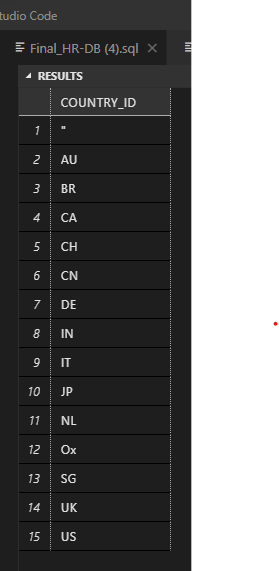 tudio Code
Final_HR-DB (4).sql
RESULTS
COUNTRY_ID
1 "
2 AU
3 BR
4 CA
5 CH
6 CN
7 DE
8 IN
9 IT
10 JP
11 NL
12 Ox
13 SG
14 UK
15 US